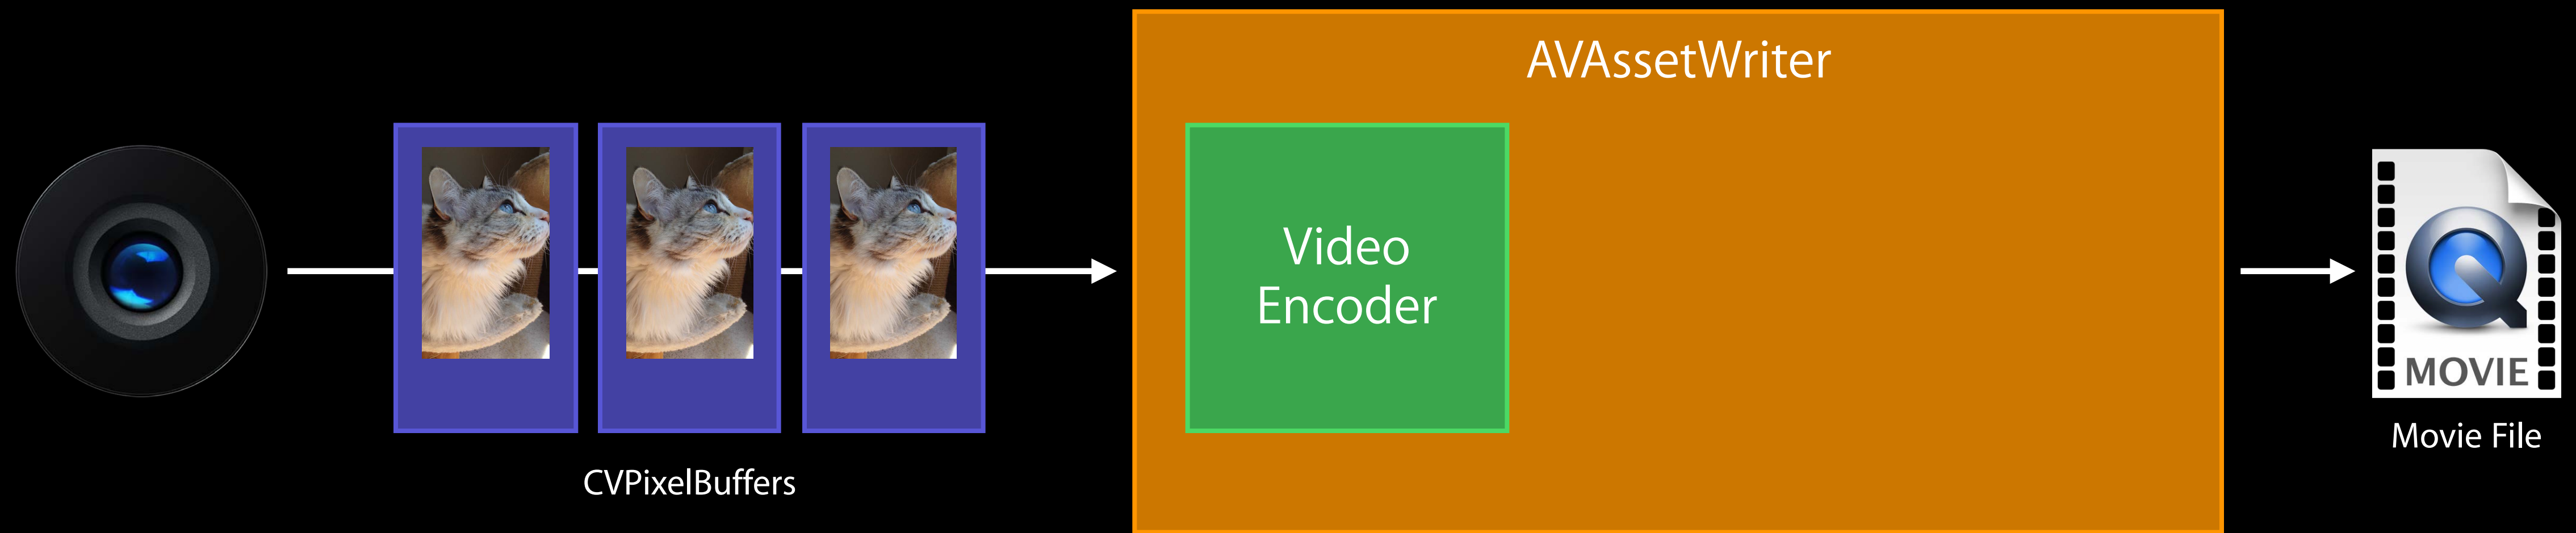 AVAssetWriter
Video
Encoder
CVPixelBuffers
MOVIE
Movie File